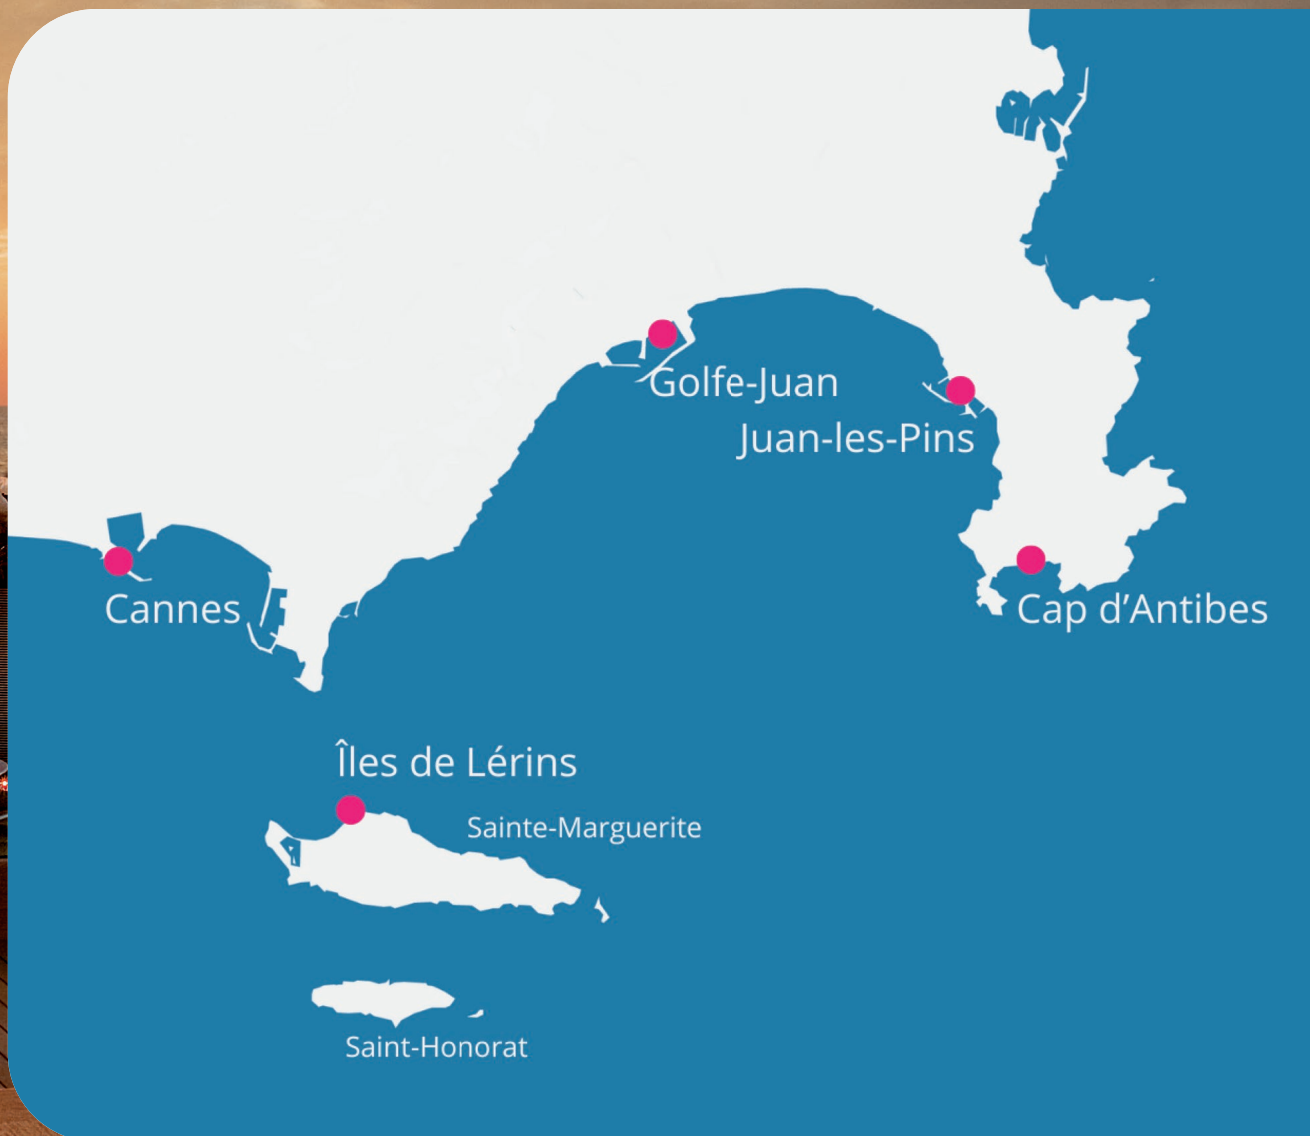 Golfe-Juan
Juan-les-Pins
Cannes
Cap d’Antibes
Îles de Lérins
Sainte-Marguerite
Saint-Honorat